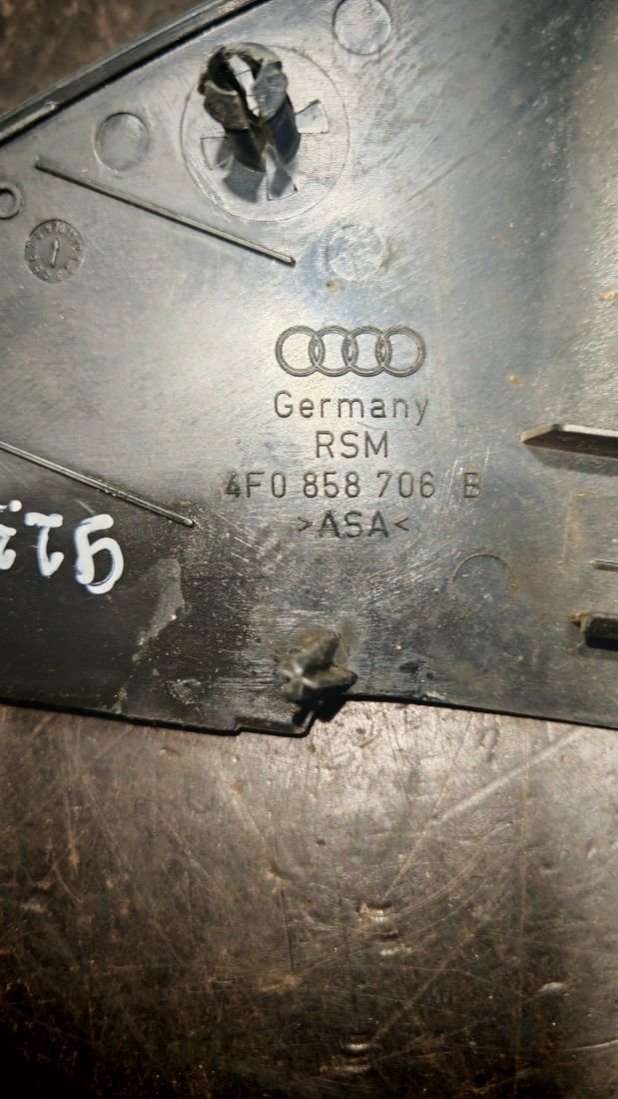 Germany
RSM
4F0 858 706 B
>ASA<